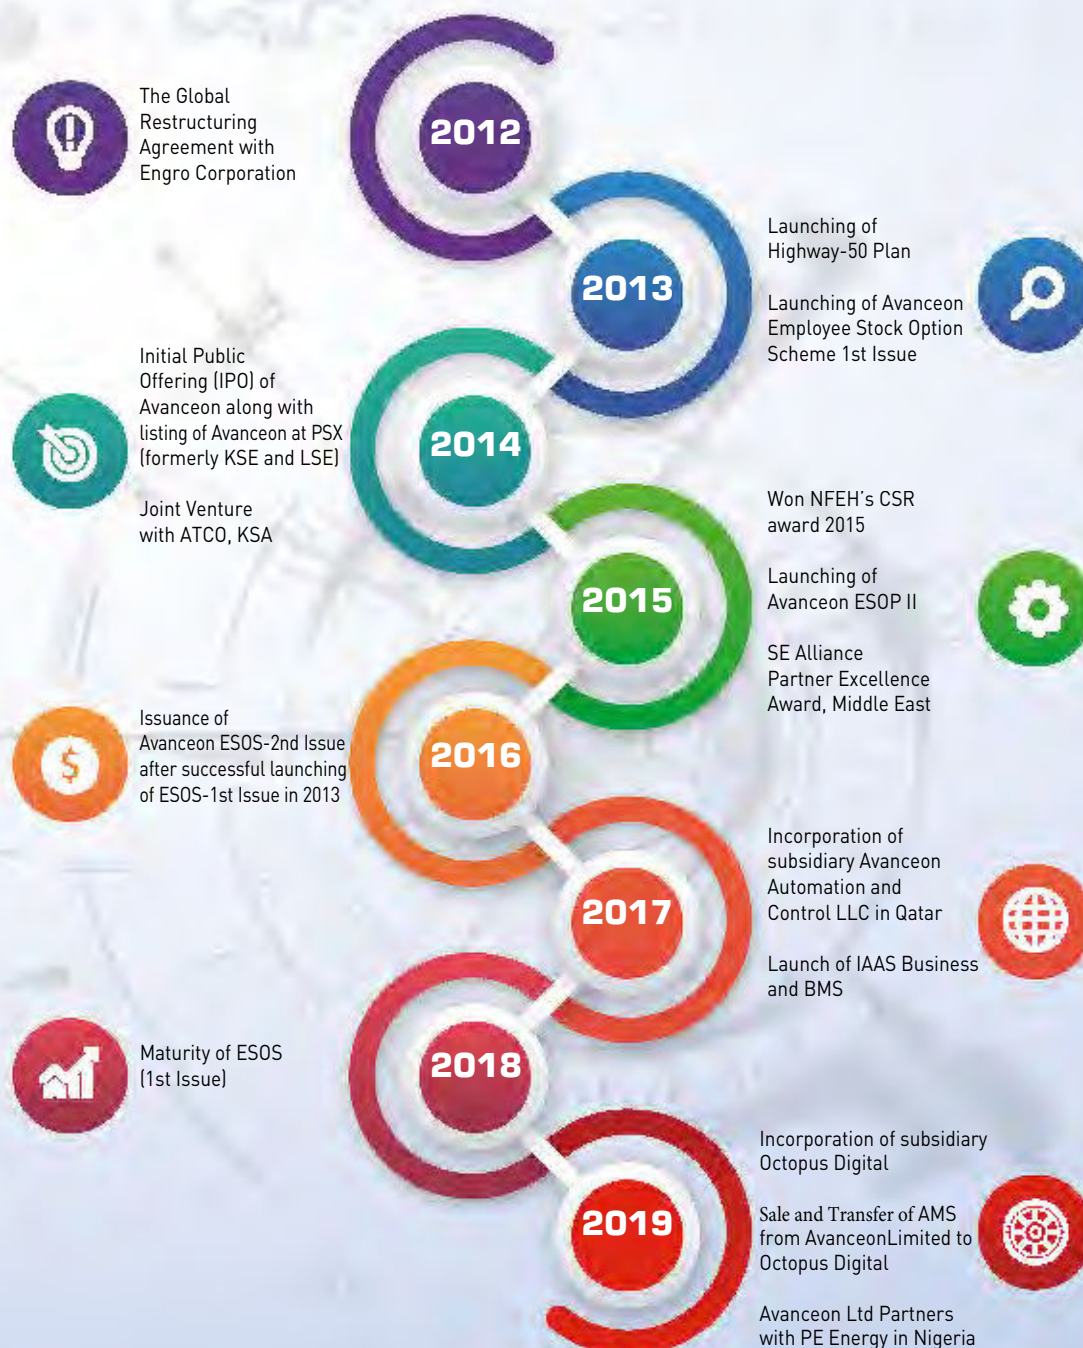 2012
The Global
Restructuring
Agreement with
Engro Corporation
2013
Launching of
Highway-50 Plan
Launching of Avanceon
Employee Stock Option
Scheme 1st Issue
2014
Initial Public
Offering (IPO) of
Avanceon along with
listing of Avanceon at PSX
(formerly KSE and LSE)
Joint Venture
with ATCO, KSA
2015
Won NFEH's CSR
award 2015
Launching of
Avanceon ESOP II
SE Alliance
Partner Excellence
Award, Middle East
2016
Issuance of
Avanceon ESOS-2nd Issue
after successful launching
of ESOS-1st Issue in 2013
$
2017
Incorporation of
subsidiary Avanceon
Automation and
Control LLC in Qatar
Launch of IAAS Business
and BMS
2018
Maturity of ESOS
(1st Issue)
2019
Incorporation of subsidiary
Octopus Digital
Sale and Transfer of AMS
from AvanceonLimited to
Octopus Digital
Avanceon Ltd Partners
with PE Energy in Nigeria